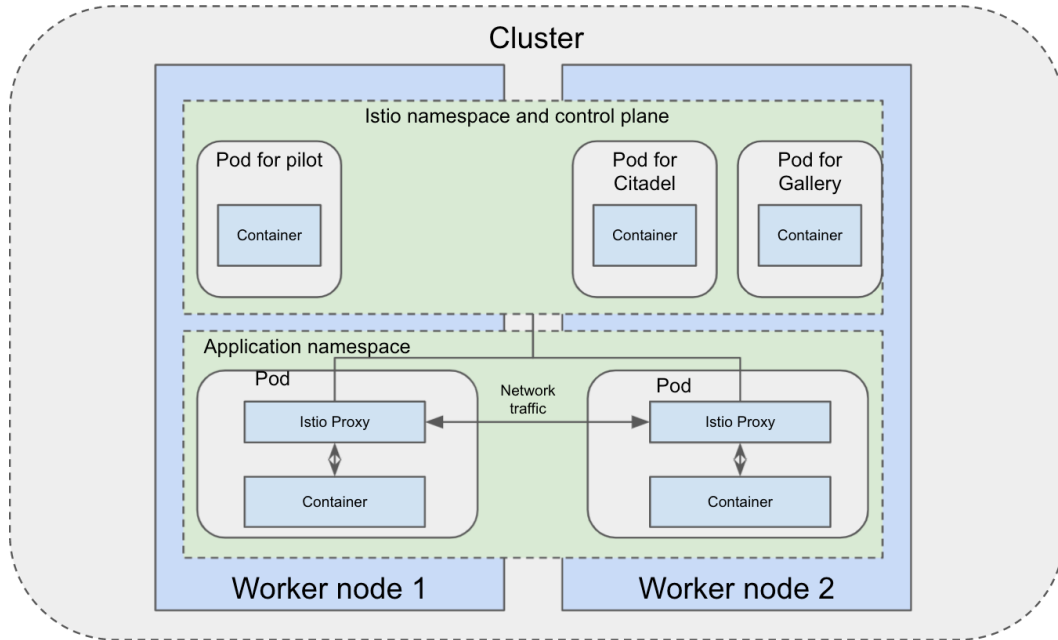 Cluster
Istio namespace and control plane
Pod for pilot
Container
Pod for
Citadel
Container
Pod for
Gallery
Container
Application namespace
Pod
Istio Proxy
Container
Network
traffic
Pod
Istio Proxy
Container
Worker node 1
Worker node 2